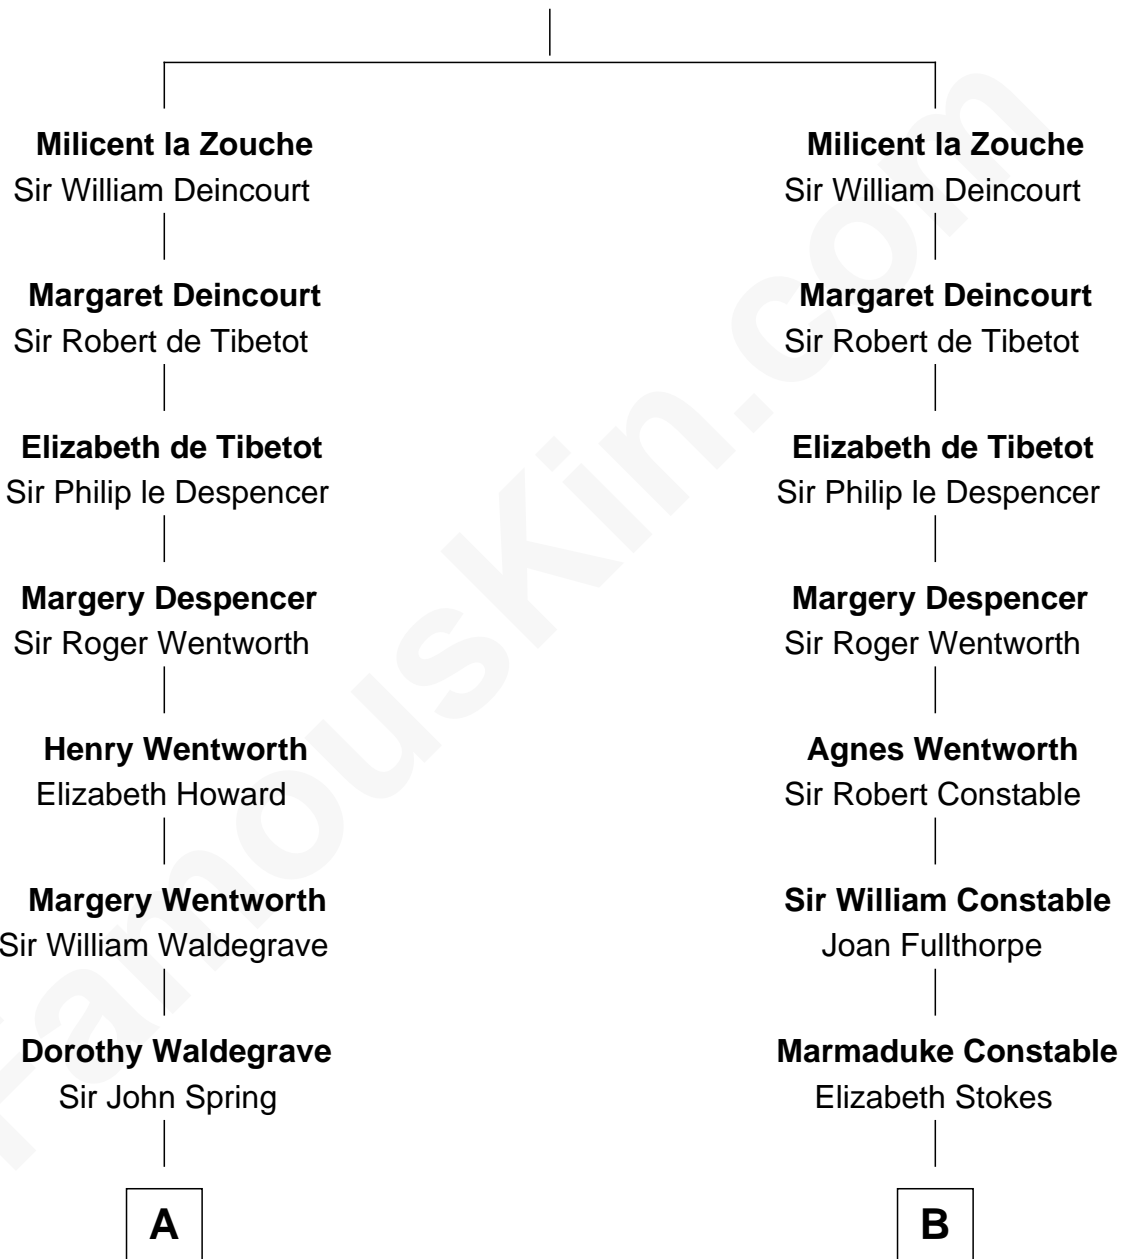 Milicent la Zouche
Sir William Deincourt
Margaret Deincourt
Sir Robert de Tibetot
Elizabeth de Tibetot
Sir Philip le Despencer
Margery Despencer
Sir Roger Wentworth
Henry Wentworth
Elizabeth Howard
Margery Wentworth
Sir William Waldegrave
Dorothy Waldegrave
Sir John Spring
A
Milicent la Zouche
Sir William Deincourt
Margaret Deincourt
Sir Robert de Tibetot
Elizabeth de Tibetot
Sir Philip le Despencer
Margery Despencer
Sir Roger Wentworth
Agnes Wentworth
Sir Robert Constable
Sir William Constable
Joan Fullthorpe
Marmaduke Constable
Elizabeth Stokes
B
FamousKin.com